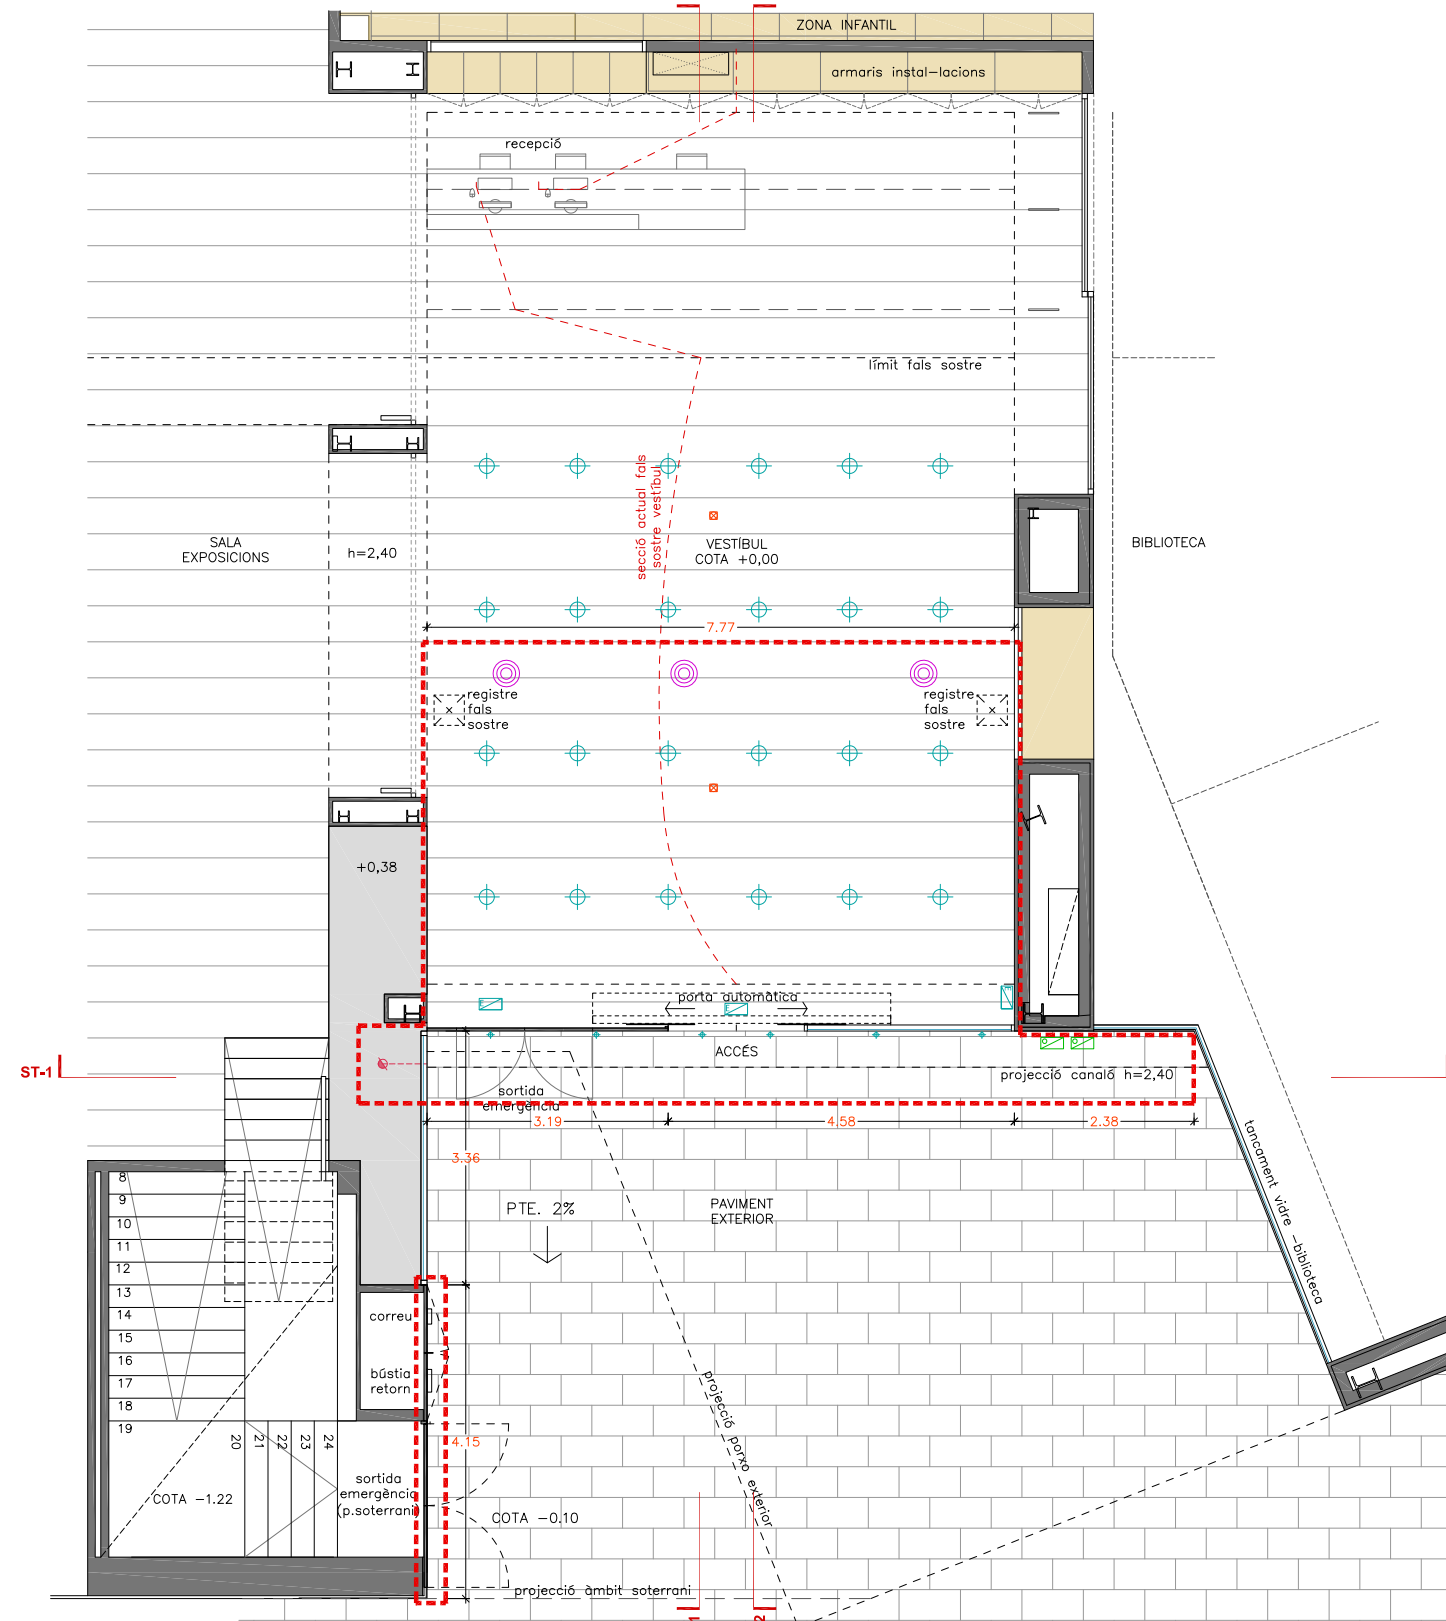 ZONA INFANTIL
armaris instal-lacions
recepció
límit fals sostre
secció actual fals
sostre vestíbul
SALA
EXPOSICIONS
h=2,40
VESTÍBUL
COTA +0,00
BIBLIOTECA
7.77
registre
fals
sostre
registre
fals
sostre
+0,38
porta automàtica
ACCÉS
ST-1
projecció canaló h=2,40
sortida
emergència
3.19
4.58
2.38
3.36
tancament vidre -biblioteca
PTE. 2%
PAVIMENT
EXTERIOR
8
9
10
11
12
13
14
15
16
17
18
19
20
21
22
23
24
correu
bústia
retorn
projecció porxo exterior
4.15
sortida
emergència
(p.soterrani)
COTA -1.22
COTA -0.10
projecció àmbit soterrani
1
2